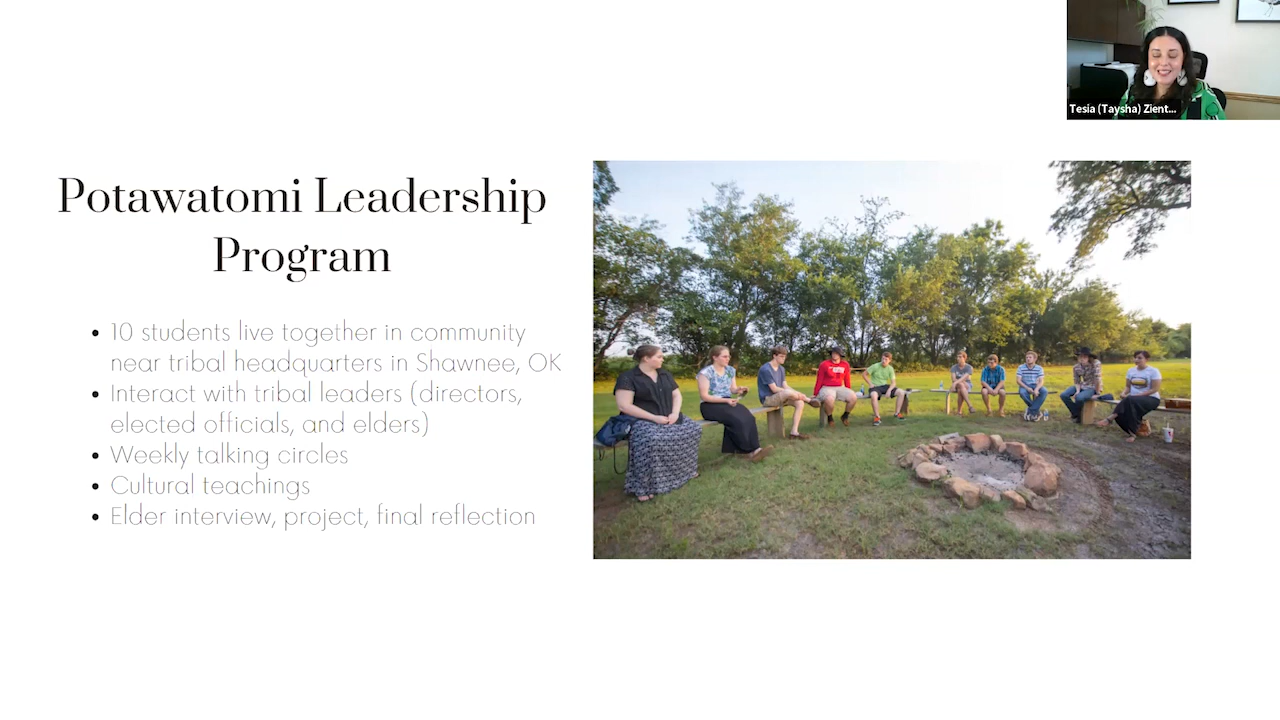 Tesia (Taysha) Zient...
Potawatomi Leadership
Program
10 students live together in community
near tribal headquarters in Shawnee, OK
Interact with tribal leaders (directors,
elected officials, and elders)
Weekly talking circles
Cultural teachings
Elder interview, project, final reflection